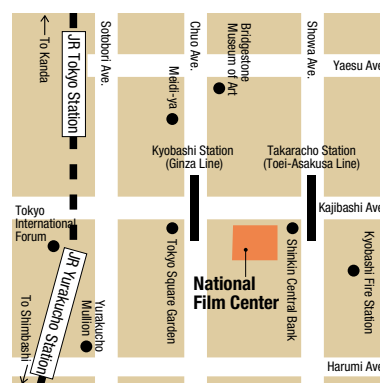 To Kanda
JR Tokyo Station
Sotobori Ave.
Chuo Ave.
Showa Ave.
Meidi-ya
Bridgestone
Museum of Art
Yaesu Ave
Kyobashi Station
(Ginza Line)
Takaracho Station
(Toei-Asakusa Line)
Kajibashi Ave
Tokyo
International
Forum
JR Yurakucho Station
To Shimbashi
Yurakucho
Mullion
Tokyo Square Garden
National
Film Center
Shinkin Central Bank
Kyobashi Fire Station
Harumi Ave